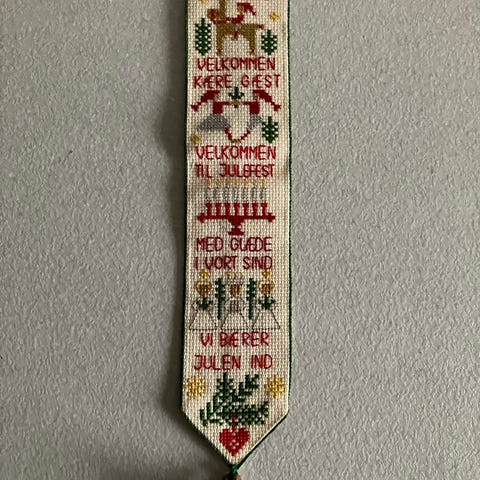 VELKOMMEN
KÆRE GÆST
VELKOMMEN
TIL JULEFEST
MED GLÆDE
I VORT SIND
VI BÆRER
JULEN IND